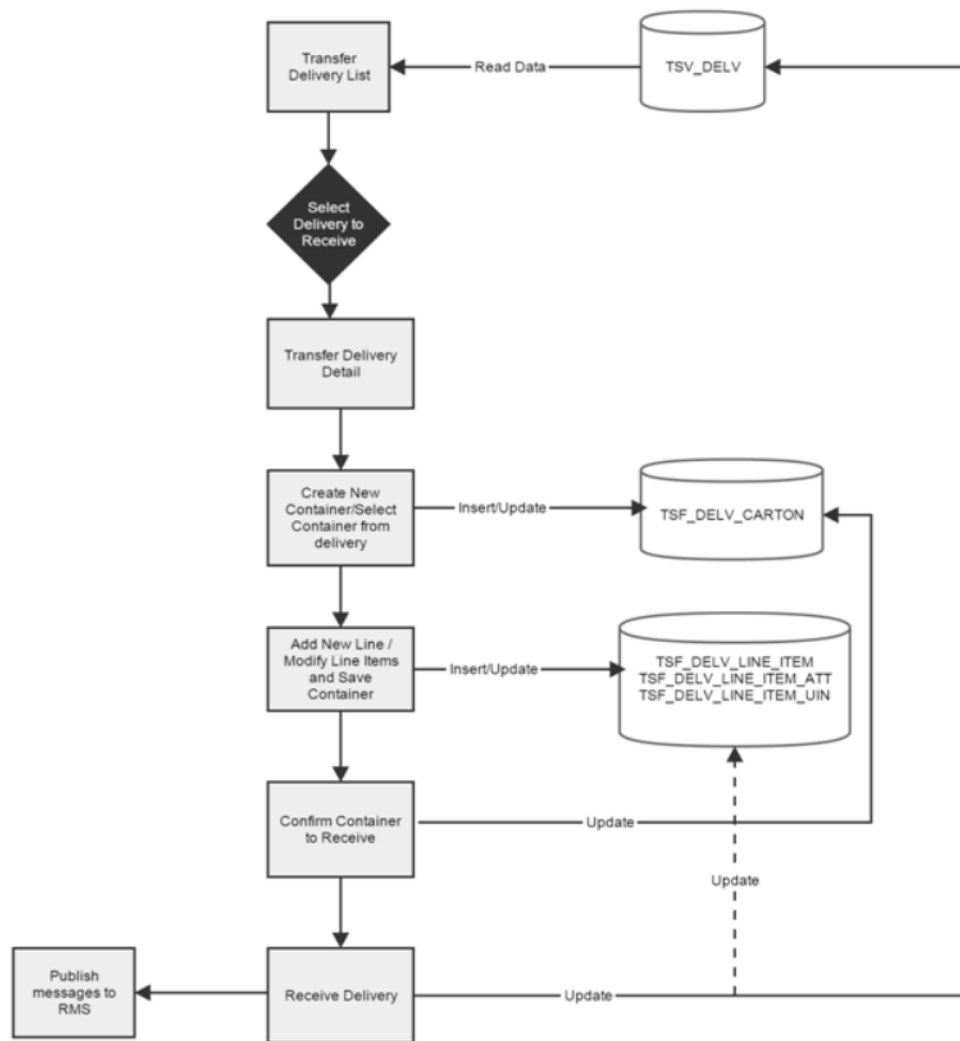 Transfer
Delivery List
Read Data
TSV_DELV
Select
Delivery to
Receive
Transfer Delivery
Detail
Create New
Container/Select
Container from
delivery
Insert/Update
TSF_DELV_CARTON
Add New Line /
Modify Line Items
and Save
Container
Insert/Update
TSF_DELV_LINE_ITEM
TSF_DELV_LINE_ITEM_ATT
TSF_DELV_LINE_ITEM_UIN
Confirm Container
to Receive
Update
Update
Publish
messages to
RMS
Receive Delivery
Update